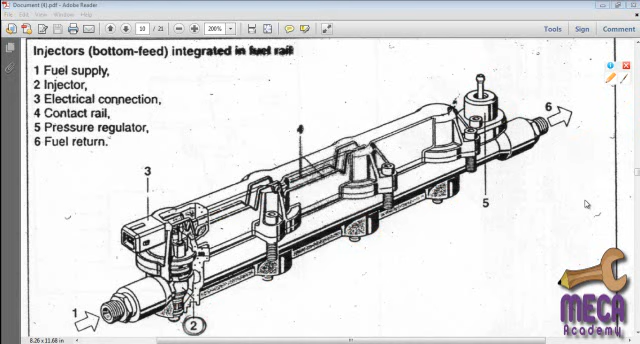 Document (4).pdf - Adobe Reader
File Edit View Window Help
10 / 21
200%
Tools
Sign
Comment
Injectors (bottom-feed) integrated in fuel rail
1 Fuel supply,
2 Injector,
3 Electrical connection,
4 Contact rail,
5 Pressure regulator,
6 Fuel return.
4
6
3
5
1
2
MECA
Academy
8.26 x 11.68 in